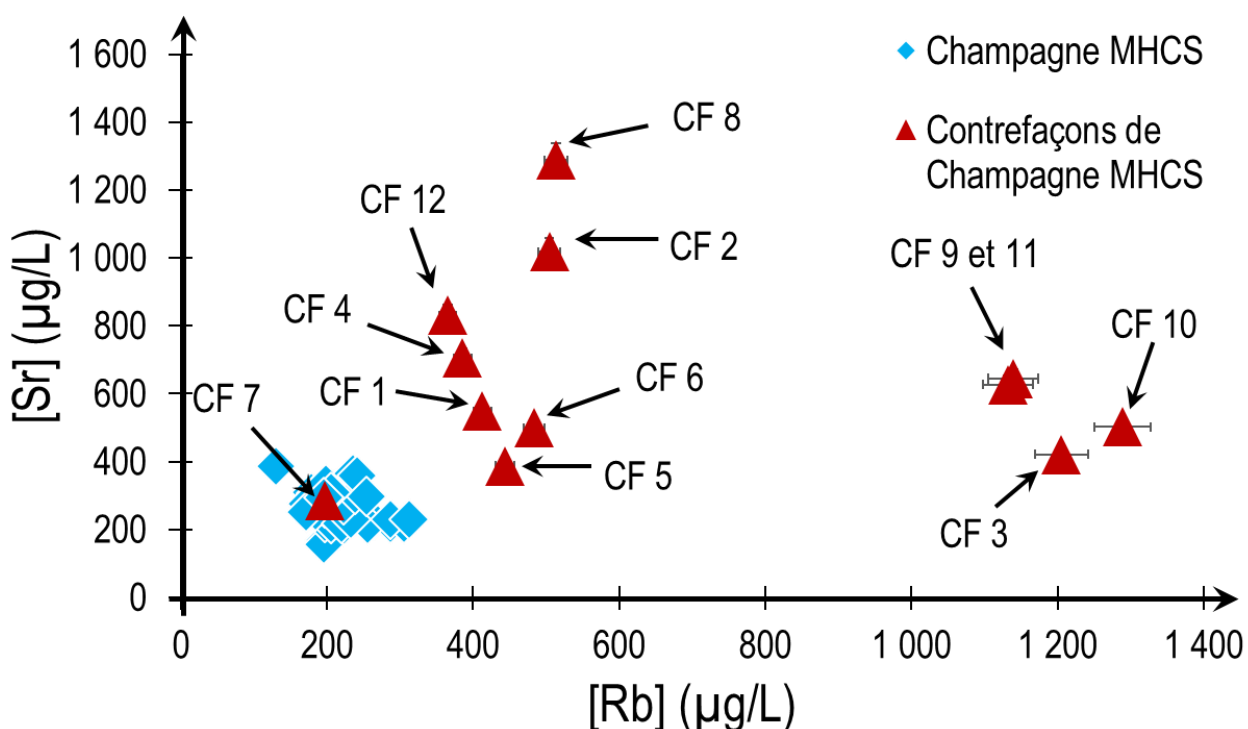 1 600
1 400
1 200
1 000
800
600
400
200
0
[Sr] (µg/L)
0
200
400
600
800
1 000
1 200
1 400
[Rb] (µg/L)
Champagne MHCS
Contrefaçons de
Champagne MHCS
CF 8
CF 12
CF 2
CF 9 et 11
CF 4
CF 10
CF 1
CF 6
CF 7
CF 5
CF 3